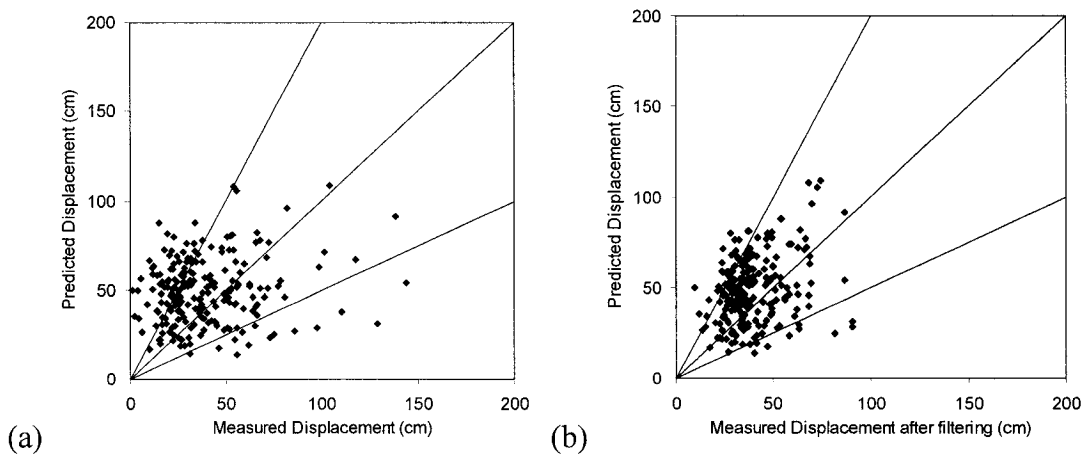 200
150
100
50
0
Predicted Displacement (cm)
0 50 100 150 200
Measured Displacement (cm)
(a)
200
150
100
50
0
Predicted Displacement (cm)
0 50 100 150 200
Measured Displacement after filtering (cm)
(b)